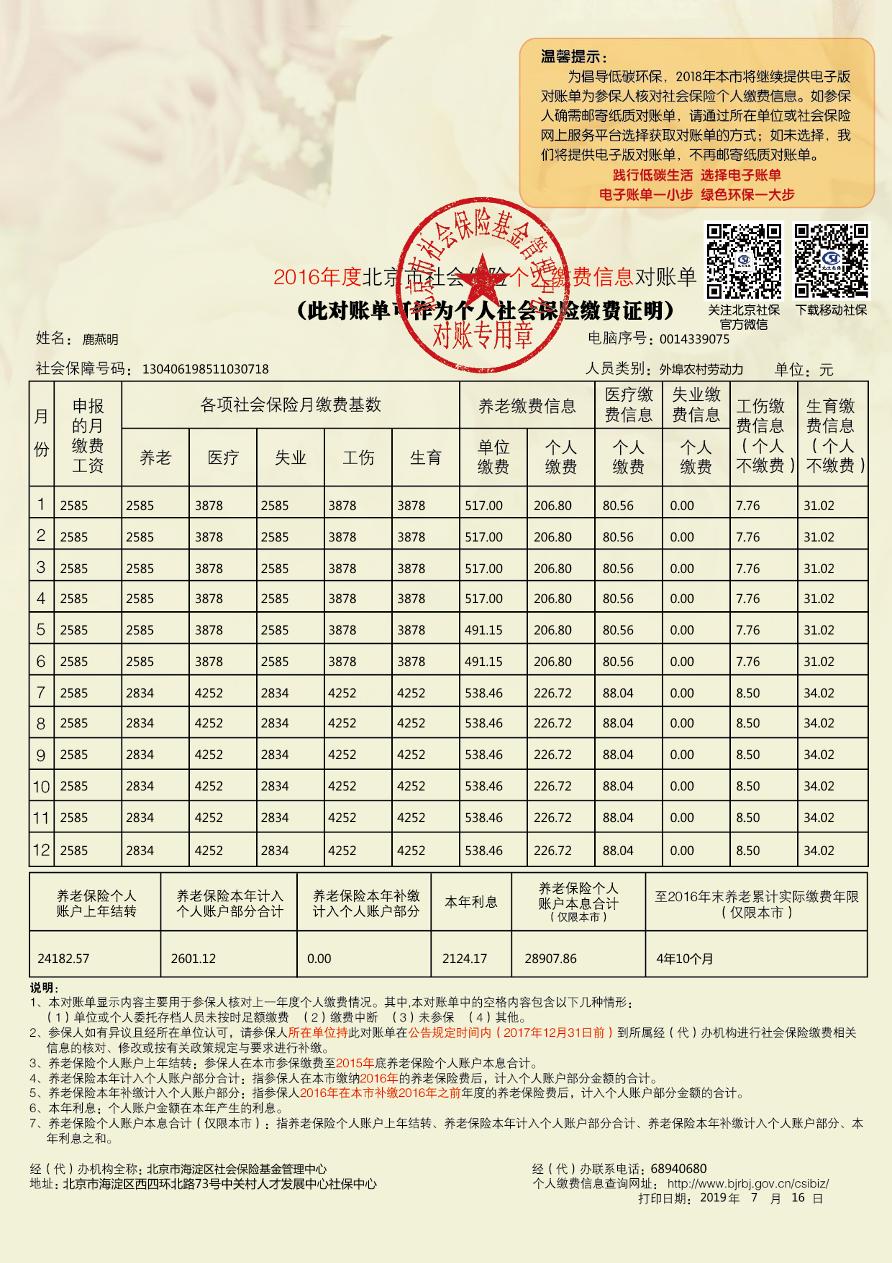 温馨提示：
为倡导低碳环保，2018年本市将继续提供电子版
对账单为参保人核对社会保险个人缴费信息。如参保
人确需邮寄纸质对账单，请通过所在单位或社会保险
网上服务平台选择获取对账单的方式；如未选择，我
们将提供电子版对账单，不再邮寄纸质对账单。
践行低碳生活 选择电子账单
电子账单一小步 绿色环保一大步
北京市社会保险基金管理中心
2016年度北京市社会保险个人缴费信息对账单
（此对账单可作为个人社会保险缴费证明）
对账专用章
关注北京社保
官方微信
下载移动社保
姓名：鹿燕明 电脑序号：0014339075
社会保障号码：130406198511030718 人员类别：外埠农村劳动力 单位：元
月份 申报的月缴费工资 各项社会保险月缴费基数 养老缴费信息 医疗缴费信息 失业缴费信息 工伤缴费信息（个人不缴费） 生育缴费信息（个人不缴费）
养老 医疗 失业 工伤 生育 单位缴费 个人缴费 个人缴费 个人缴费
1 2585 2585 3878 2585 3878 3878 517.00 206.80 80.56 0.00 7.76 31.02
2 2585 2585 3878 2585 3878 3878 517.00 206.80 80.56 0.00 7.76 31.02
3 2585 2585 3878 2585 3878 3878 517.00 206.80 80.56 0.00 7.76 31.02
4 2585 2585 3878 2585 3878 3878 517.00 206.80 80.56 0.00 7.76 31.02
5 2585 2585 3878 2585 3878 3878 491.15 206.80 80.56 0.00 7.76 31.02
6 2585 2585 3878 2585 3878 3878 491.15 206.80 80.56 0.00 7.76 31.02
7 2585 2834 4252 2834 4252 4252 538.46 226.72 88.04 0.00 8.50 34.02
8 2585 2834 4252 2834 4252 4252 538.46 226.72 88.04 0.00 8.50 34.02
9 2585 2834 4252 2834 4252 4252 538.46 226.72 88.04 0.00 8.50 34.02
10 2585 2834 4252 2834 4252 4252 538.46 226.72 88.04 0.00 8.50 34.02
11 2585 2834 4252 2834 4252 4252 538.46 226.72 88.04 0.00 8.50 34.02
12 2585 2834 4252 2834 4252 4252 538.46 226.72 88.04 0.00 8.50 34.02
养老保险个人账户上年结转 养老保险本年计入个人账户部分合计 养老保险本年补缴计入个人账户部分 本年利息 养老保险个人账户本息合计（仅限本市） 至2016年末养老累计实际缴费年限（仅限本市）
24182.57 2601.12 0.00 2124.17 28907.86 4年10个月
说明：
1、本对账单显示内容主要用于参保人核对上一年度个人缴费情况。其中,本对账单中的空格内容包含以下几种情形：
（1）单位或个人委托存档人员未按时足额缴费 （2）缴费中断 （3）未参保 （4）其他。
2、参保人如有异议且经所在单位认可，请参保人所在单位持此对账单在公告规定时间内（2017年12月31日前）到所属经（代）办机构进行社会保险缴费相关
信息的核对、修改或按有关政策规定与要求进行补缴。
3、养老保险个人账户上年结转：参保人在本市参保缴费至2015年底养老保险个人账户本息合计。
4、养老保险本年计入个人账户部分合计：指参保人在本市缴纳2016年的养老保险费后，计入个人账户部分金额的合计。
5、养老保险本年补缴计入个人账户部分：指参保人2016年在本市补缴2016年之前年度的养老保险费后，计入个人账户部分金额的合计。
6、本年利息：个人账户金额在本年产生的利息。
7、养老保险个人账户本息合计（仅限本市）：指养老保险个人账户上年结转、养老保险本年计入个人账户部分合计、养老保险本年补缴计入个人账户部分、本
年利息之和。
经（代）办机构全称：北京市海淀区社会保险基金管理中心 经（代）办联系电话：68940680
地址：北京市海淀区西四环北路73号中关村人才发展中心社保中心 个人缴费信息查询网址： http://www.bjrbj.gov.cn/csibiz/
打印日期：2019 年 7 月 16 日